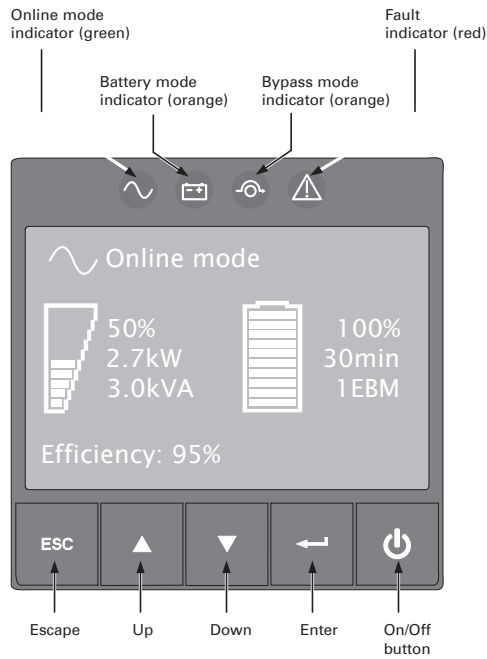 Online mode
indicator (green)
Fault
indicator (red)
Battery mode
indicator (orange)
Bypass mode
indicator (orange)
Online mode
50%
2.7kW
3.0kVA
100%
30min
1EBM
Efficiency: 95%
ESC
Escape
Up
Down
Enter
On/Off
button